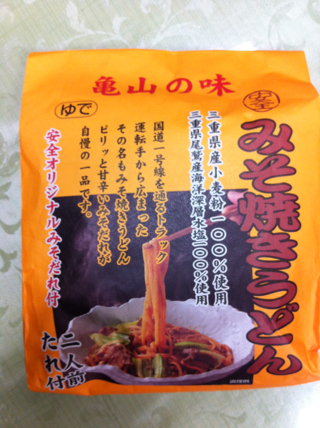 亀山の味
安全
みそ焼きうどん
三重県産小麦粉一〇〇%使用
三重県尾鷲産海洋深層水塩100%使用
ゆで
国道一号線を通るトラック
運転手から広まった
その名もみそ焼きうどん
ピリッと甘辛いみそだれが
自慢の一品です。
安全オリジナルみそだれ付
二人前
たれ付